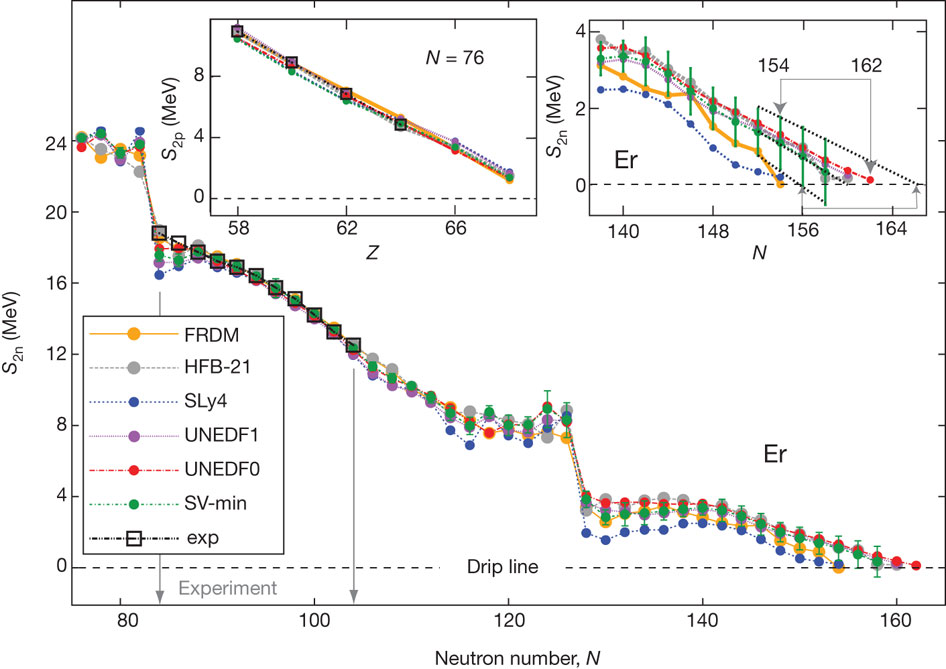 S2n (MeV)
24
20
16
12
8
4
0
80
100
120
140
160
Neutron number, N
Er
Drip line
Experiment
FRDM
HFB-21
SLy4
UNEDF1
UNEDF0
SV-min
exp
S2p (MeV)
8
4
0
N = 76
58
62
66
Z
S2n (MeV)
4
2
0
154
162
Er
140
148
156
164
N